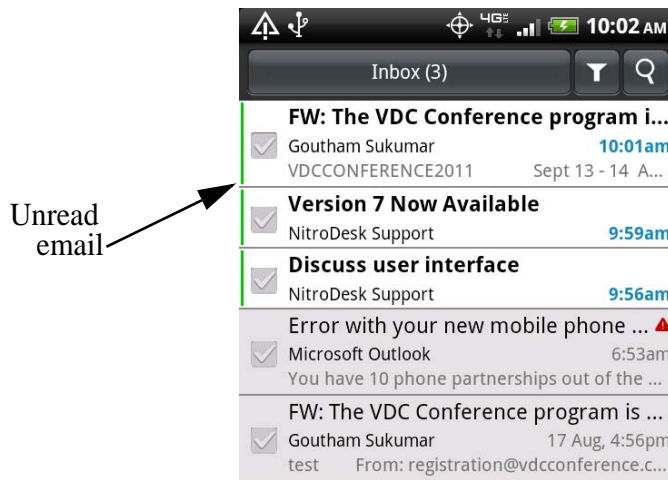 4G
10:02 AM
Inbox (3)
FW: The VDC Conference program i...
Goutham Sukumar
10:01am
VDCCONFERENCE2011 Sept 13 - 14 A...
Unread
email
Version 7 Now Available
NitroDesk Support
9:59am
Discuss user interface
NitroDesk Support
9:56am
Error with your new mobile phone ...
Microsoft Outlook
6:53am
You have 10 phone partnerships out of the ...
FW: The VDC Conference program is ...
Goutham Sukumar
17 Aug, 4:56pm
test From: registration@vdcconference.c...